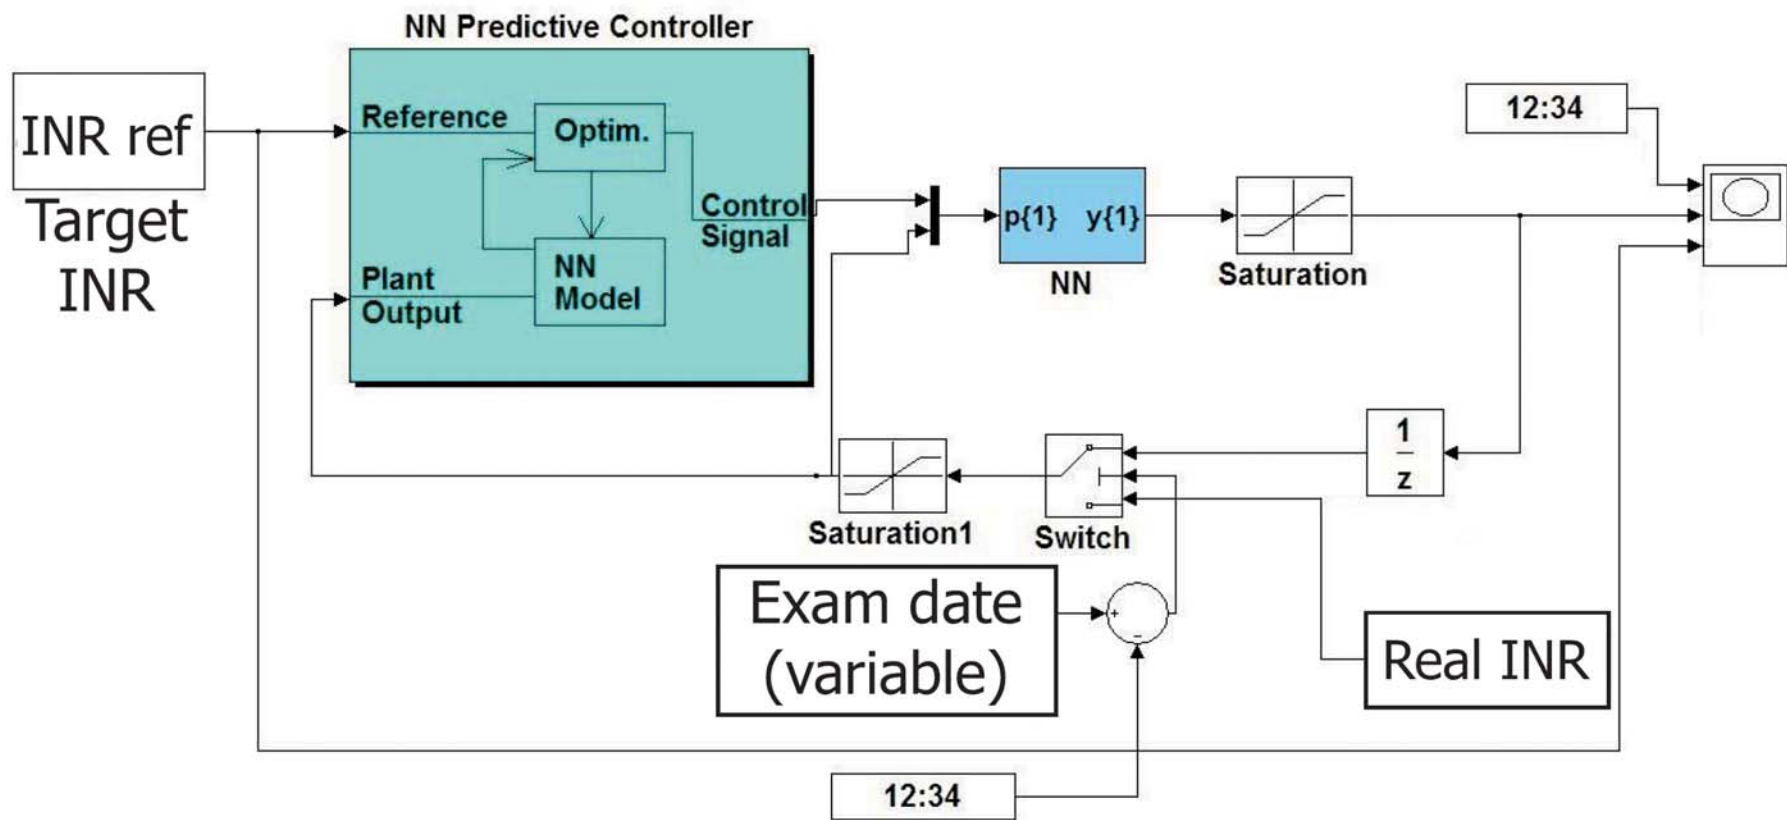 NN Predictive Controller
INR ref
Target
INR
Reference
Optim.
Control
Signal
Plant
Output
NN
Model
p{1} y{1}
NN
Saturation
12:34
1
z
Saturation1
Switch
Exam date
(variable)
+
-
Real INR
12:34